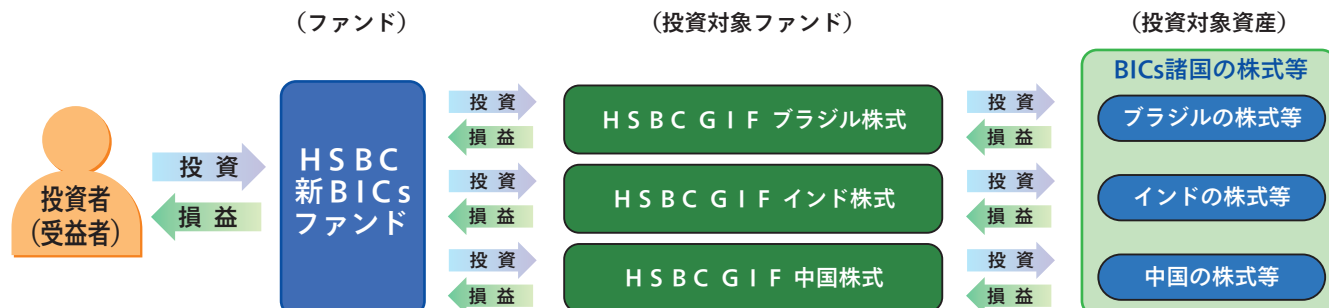 （ファンド）
（投資対象ファンド）
（投資対象資産）
投資者
（受益者）
投資
損益
HSBC
新BICs
ファンド
投資
損益
HSBC GIF ブラジル株式
投資
損益
投資
損益
HSBC GIF インド株式
投資
損益
投資
損益
HSBC GIF 中国株式
投資
損益
BICs諸国の株式等
ブラジルの株式等
インドの株式等
中国の株式等